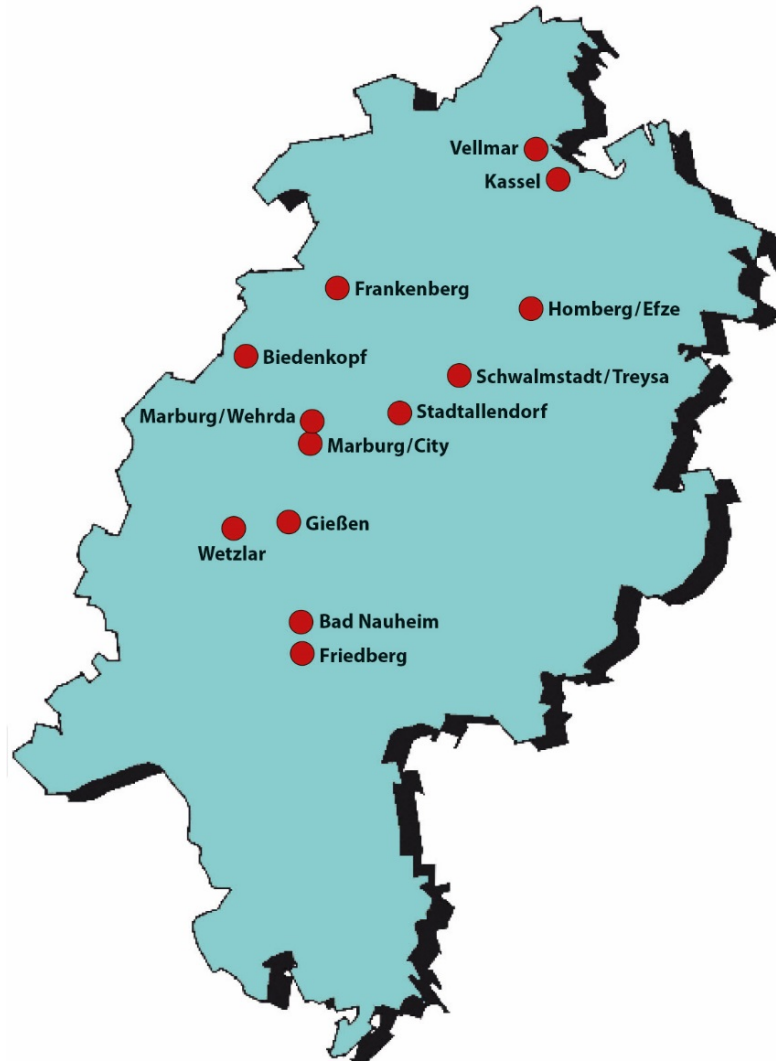 Vellmar
Kassel
Frankenberg
Homberg/Efze
Biedenkopf
Schwalmstadt/Treysa
Stadtallendorf
Marburg/Wehrda
Marburg/City
Gießen
Wetzlar
Bad Nauheim
Friedberg